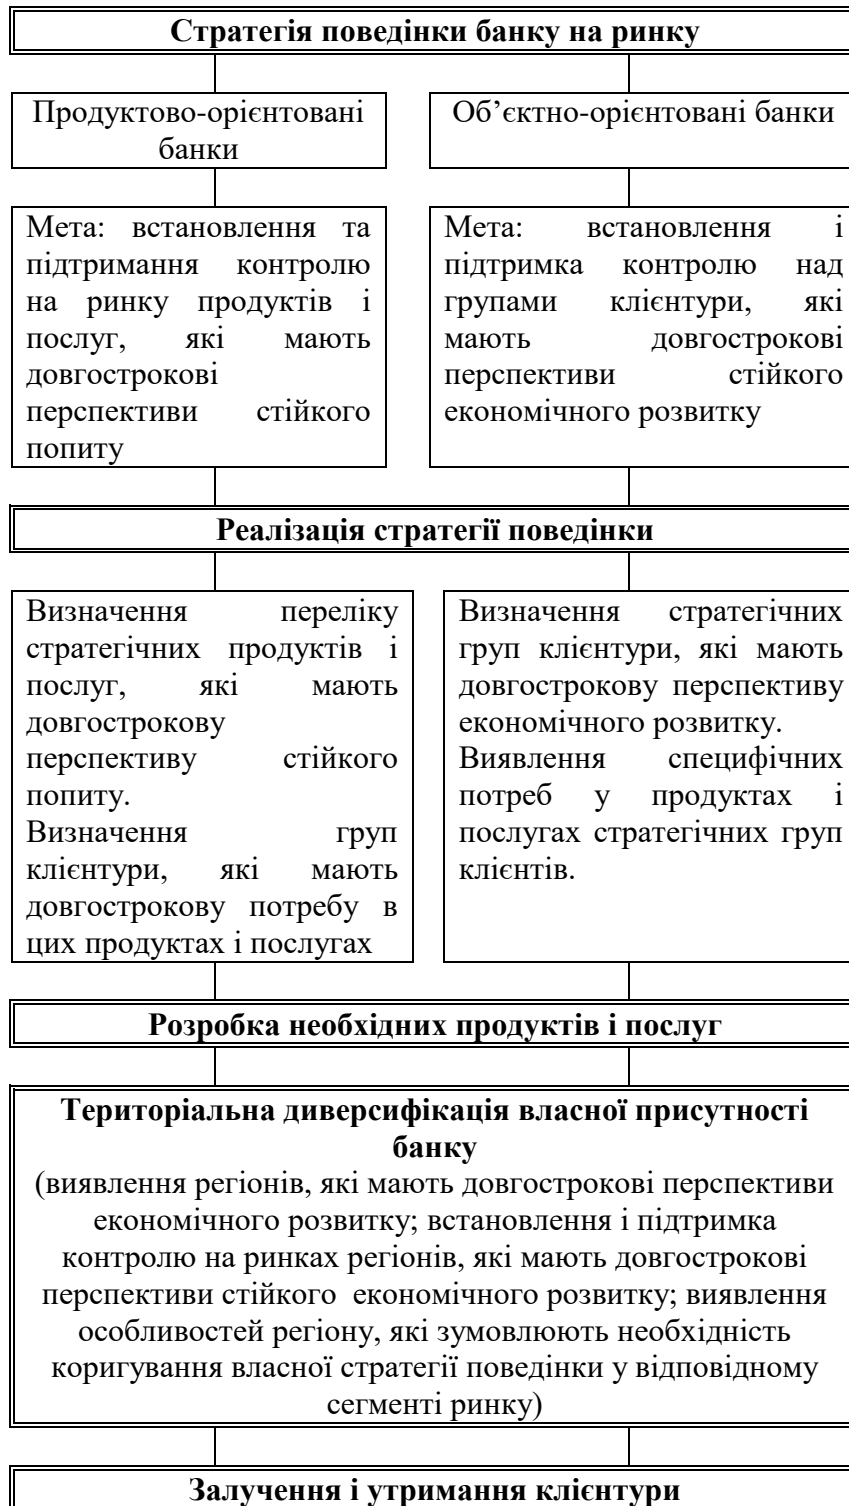 Стратегія поведінки банку на ринку
Продуктово-орієнтовані
банки
Об’єктно-орієнтовані банки
Мета: встановлення та
підтримання контролю
на ринку продуктів і
послуг, які мають
довгострокові
перспективи стійкого
попиту
Мета: встановлення і
підтримка контролю над
групами клієнтури, які
мають довгострокові
перспективи стійкого
економічного розвитку
Реалізація стратегії поведінки
Визначення переліку
стратегічних продуктів і
послуг, які мають
довгострокову
перспективу стійкого
попиту.
Визначення груп
клієнтури, які мають
довгострокову потребу в
цих продуктах і послугах
Визначення стратегічних
груп клієнтури, які мають
довгострокову перспективу
економічного розвитку.
Виявлення специфічних
потреб у продуктах і
послугах стратегічних груп
клієнтів.
Розробка необхідних продуктів і послуг
Територіальна диверсифікація власної присутності
банку
(виявлення регіонів, які мають довгострокові перспективи
економічного розвитку; встановлення і підтримка
контролю на ринках регіонів, які мають довгострокові
перспективи стійкого економічного розвитку; виявлення
особливостей регіону, які зумовлюють необхідність
коригування власної стратегії поведінки у відповідному
сегменті ринку)
Залучення і утримання клієнтури